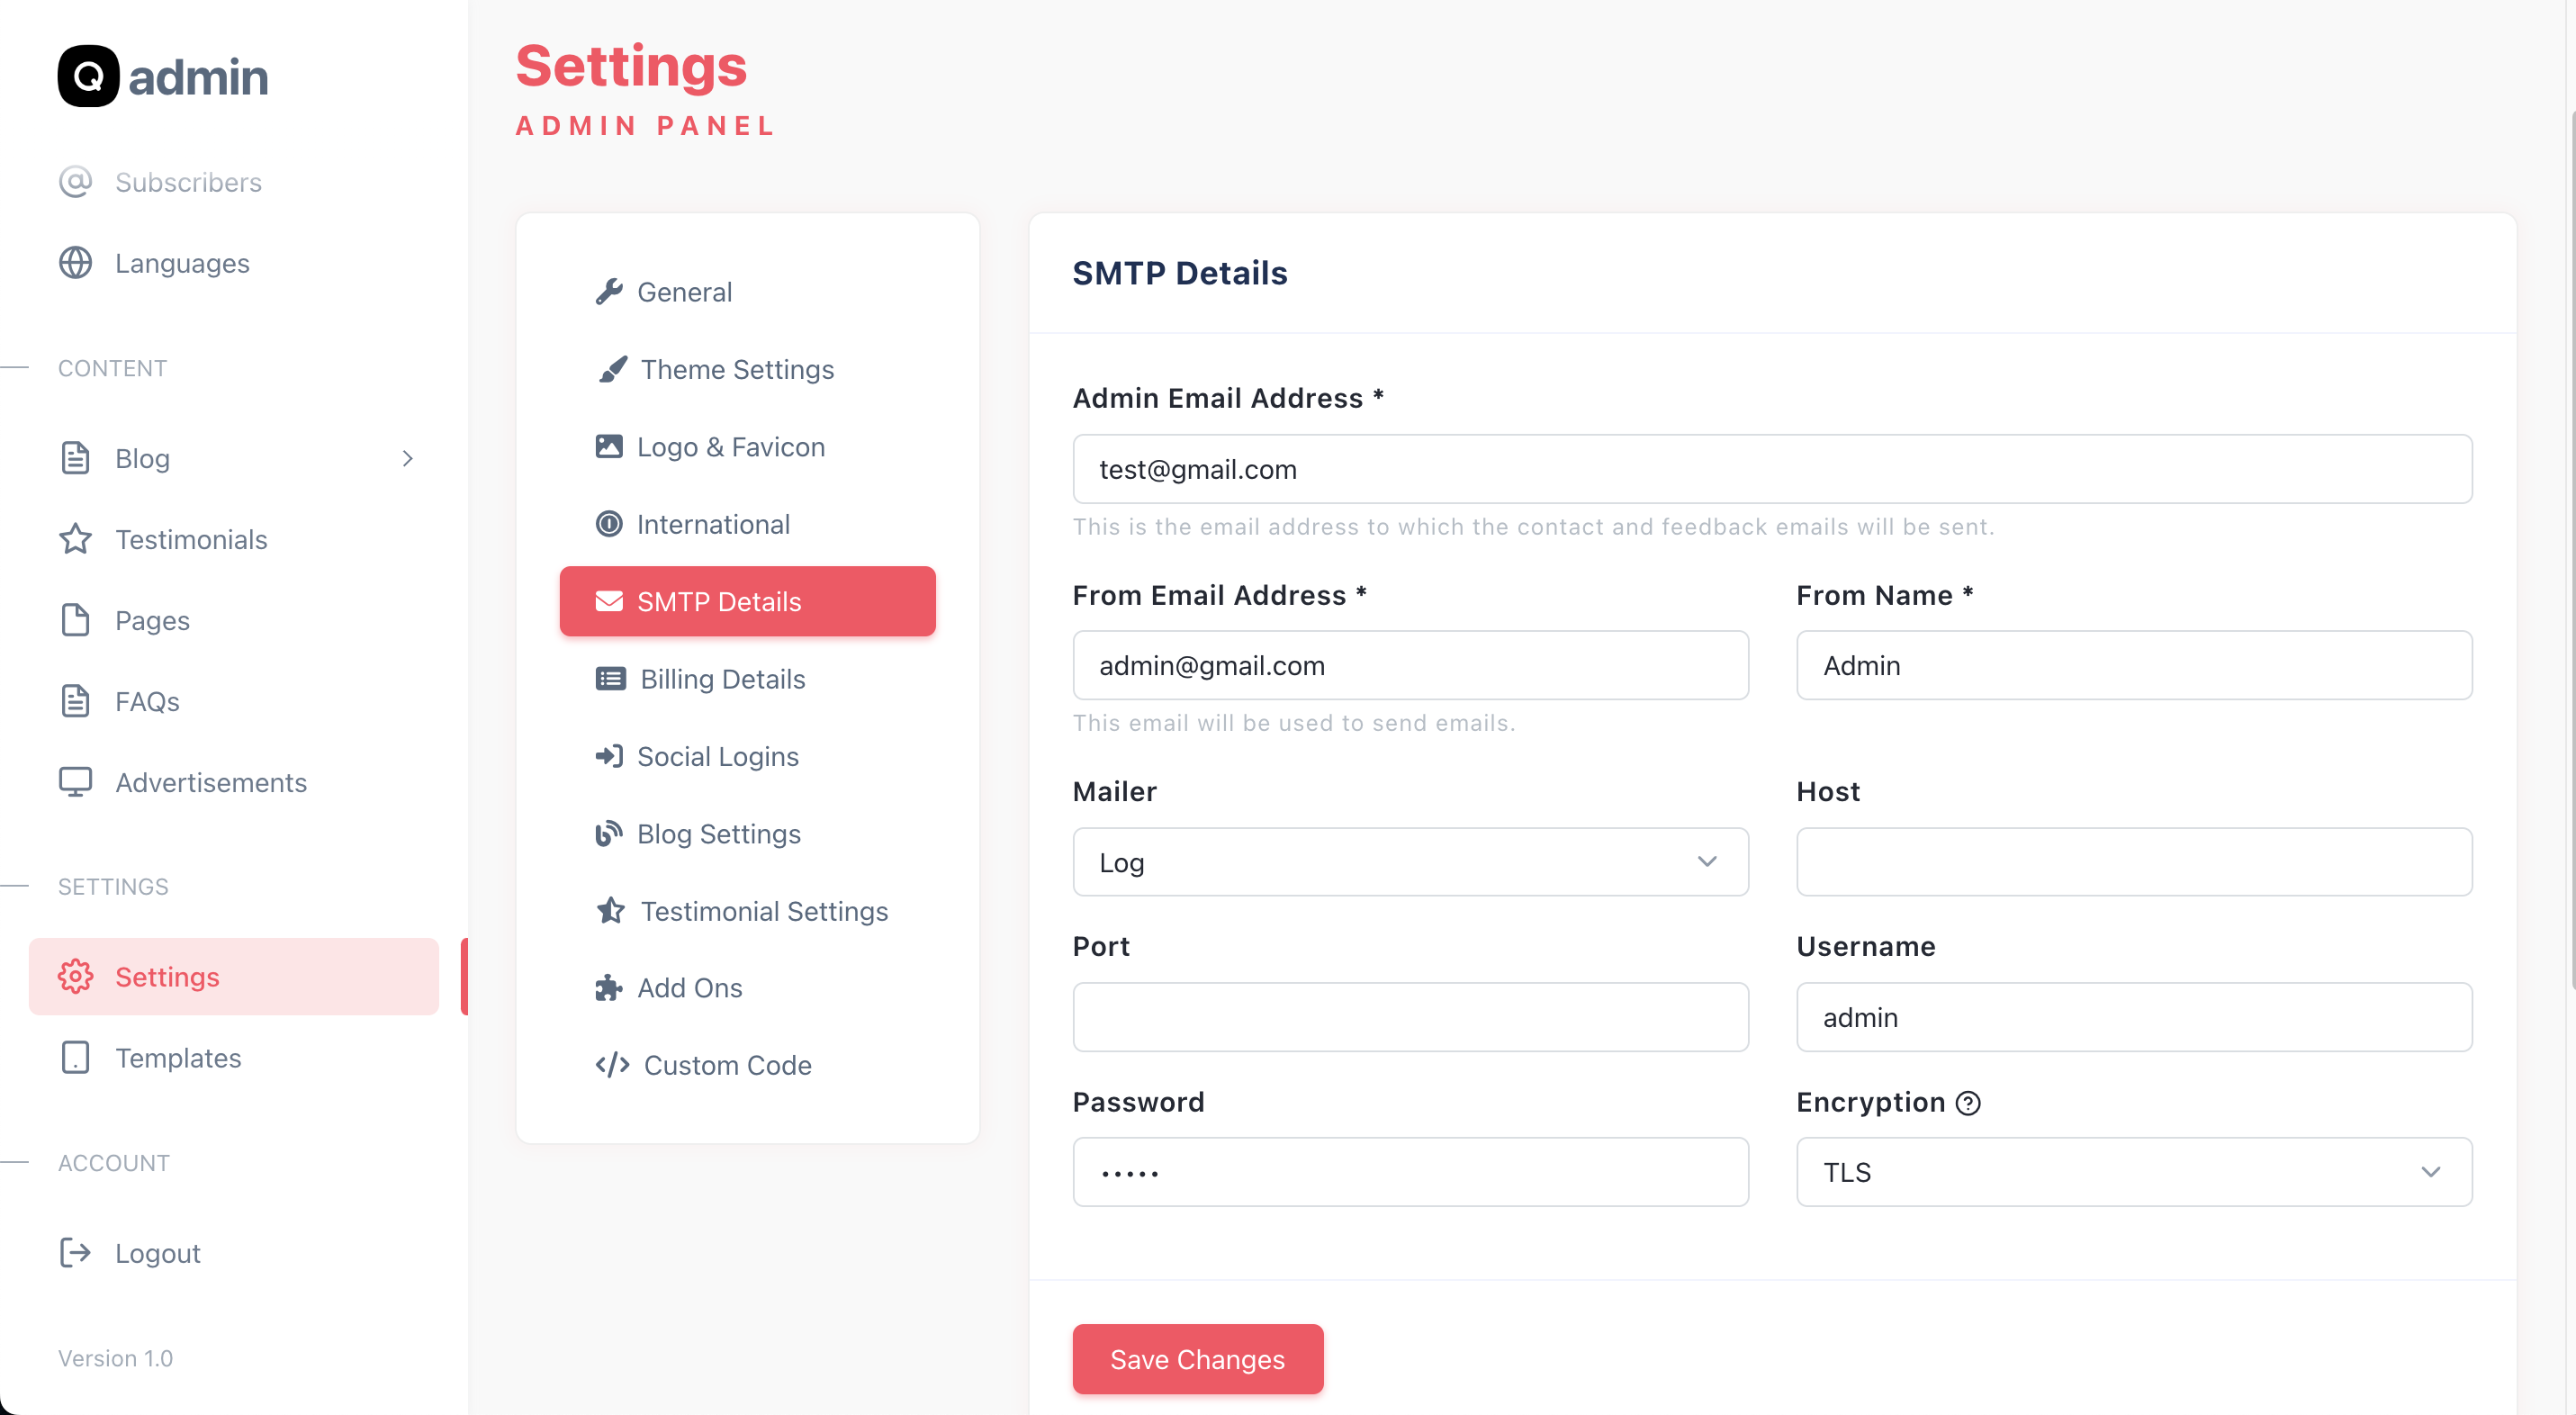 Q admin
Subscribers
Languages
CONTENT
Blog
Testimonials
Pages
FAQs
Advertisements
SETTINGS
Settings
Templates
ACCOUNT
Logout
Version 1.0
Settings
ADMIN PANEL
General
Theme Settings
Logo & Favicon
International
SMTP Details
Billing Details
Social Logins
Blog Settings
Testimonial Settings
Add Ons
Custom Code
SMTP Details
Admin Email Address *
test@gmail.com
This is the email address to which the contact and feedback emails will be sent.
From Email Address *
admin@gmail.com
This email will be used to send emails.
From Name *
Admin
Mailer
Log
Host
Port
Username
admin
Password
•••••
Encryption
TLS
Save Changes